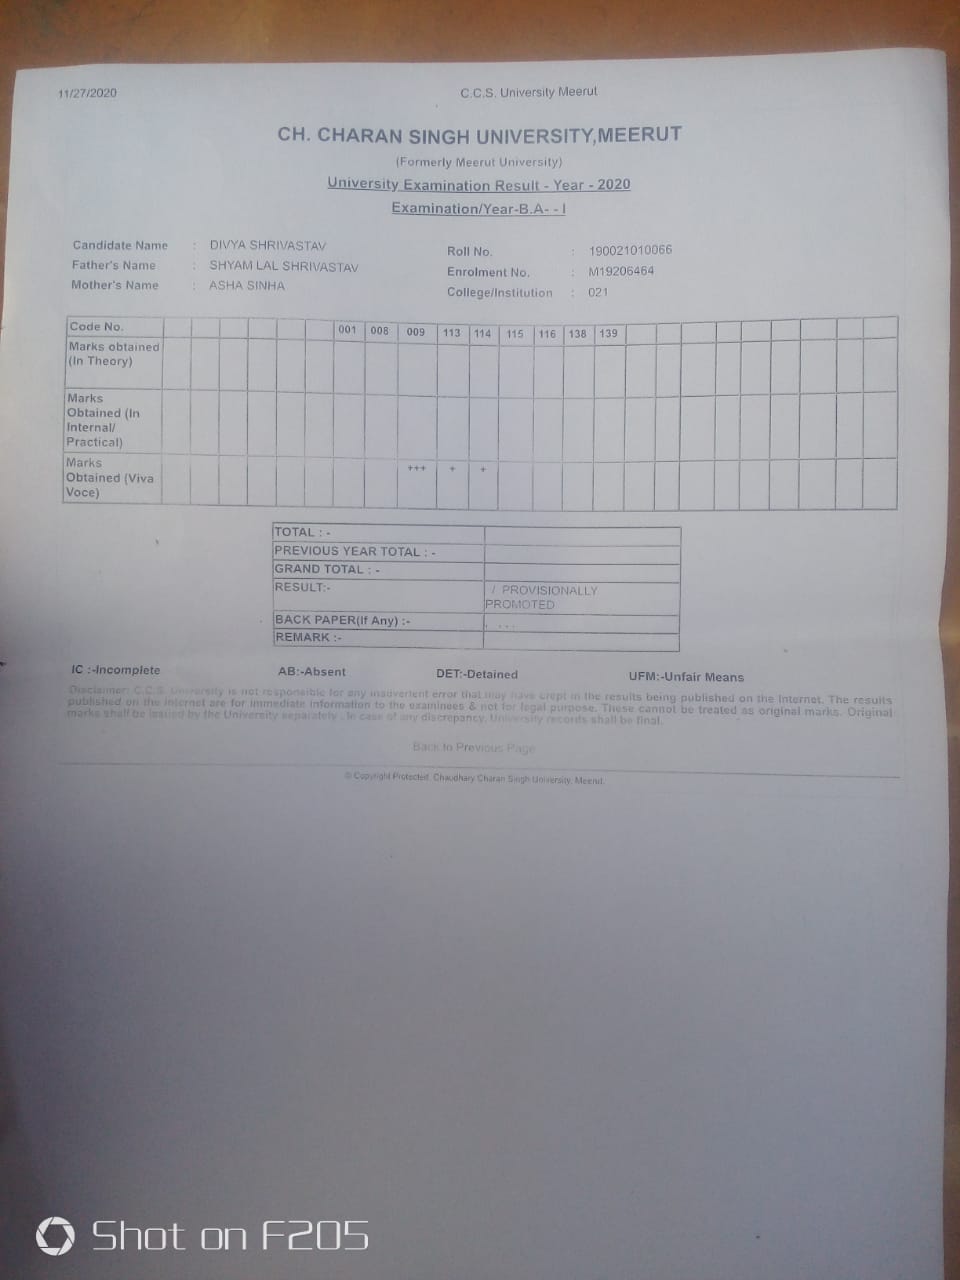 11/27/2020 C.C.S. University Meerut
CH. CHARAN SINGH UNIVERSITY,MEERUT
(Formerly Meerut University)
University Examination Result - Year - 2020
Examination/Year-B.A- - I
Candidate Name : DIVYA SHRIVASTAV Roll No. : 190021010066
Father's Name : SHYAM LAL SHRIVASTAV Enrolment No. : M19206464
Mother's Name : ASHA SINHA College/Institution : 021
Code No. 001 008 009 113 114 115 116 138 139
Marks obtained
(In Theory)
Marks
Obtained (In
Internal/
Practical)
Marks
Obtained (Viva
Voce) +++ + +
TOTAL : -
PREVIOUS YEAR TOTAL : -
GRAND TOTAL : -
RESULT:- / PROVISIONALLY
PROMOTED
BACK PAPER(if Any) :- , , , ,
REMARK :-
IC :-Incomplete AB:-Absent DET:-Detained UFM:-Unfair Means
Disclaimer: C.C.S. University is not responsible for any inadvertent error that may have crept in the results being published on the Internet. The results
published on the Internet are for immediate information to the examinees & not for legal purpose. These cannot be treated as original marks. Original
marks shall be issued by the University separately . In case of any discrepancy, University records shall be final.
Back to Previous Page
© Copyright Protected. Chaudhary Charan Singh University, Meerut.
Shot on F205